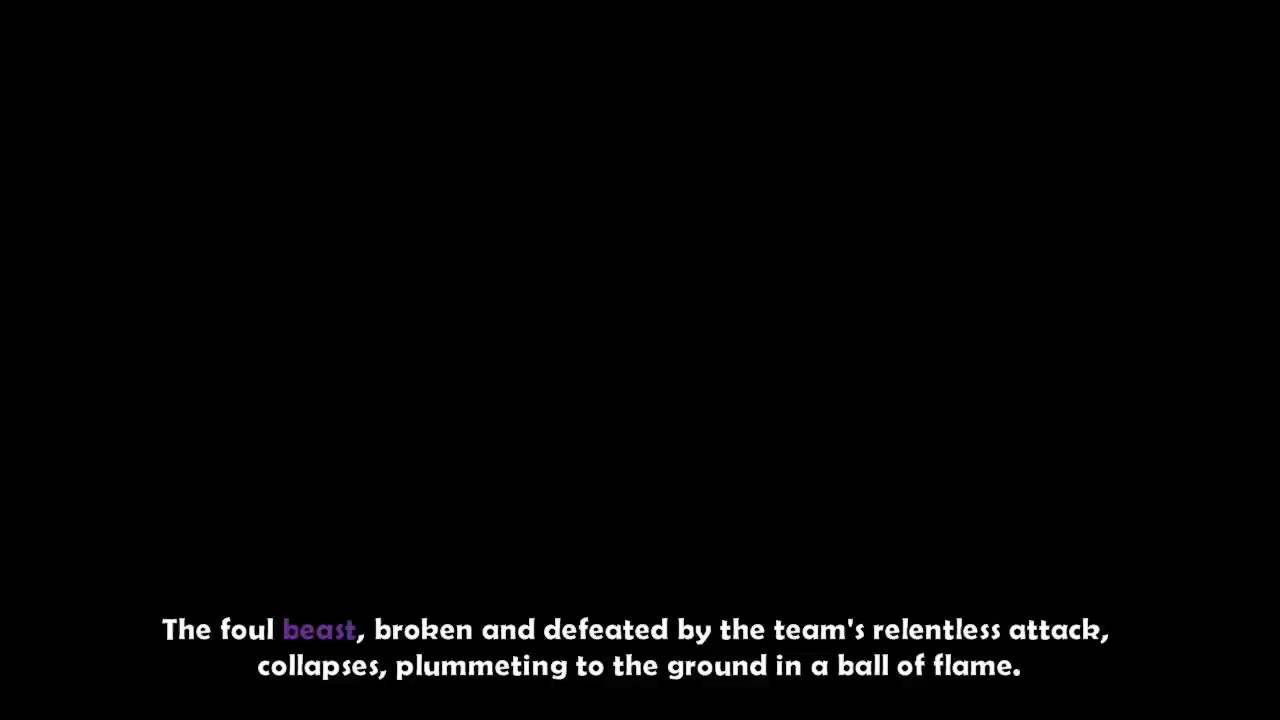 The foul beast, broken and defeated by the team's relentless attack,
collapses, plummeting to the ground in a ball of flame.